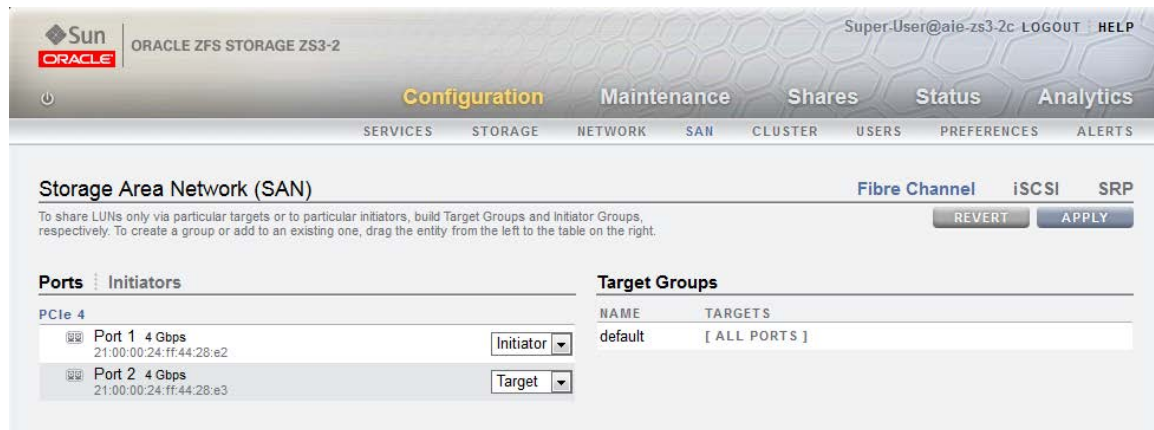 Sun
ORACLE
ORACLE ZFS STORAGE ZS3-2
Super-User@aie-zs3-2c LOGOUT HELP
Configuration Maintenance Shares Status Analytics
SERVICES STORAGE NETWORK SAN CLUSTER USERS PREFERENCES ALERTS
Storage Area Network (SAN)
Fibre Channel iSCSI SRP
To share LUNs only via particular targets or to particular initiators, build Target Groups and Initiator Groups,
respectively. To create a group or add to an existing one, drag the entity from the left to the table on the right.
REVERT APPLY
Ports Initiators
PCIe 4
Port 1 4 Gbps
21:00:00:24:ff:44:28:e2
Initiator
Port 2 4 Gbps
21:00:00:24:ff:44:28:e3
Target
Target Groups
NAME TARGETS
default [ ALL PORTS ]